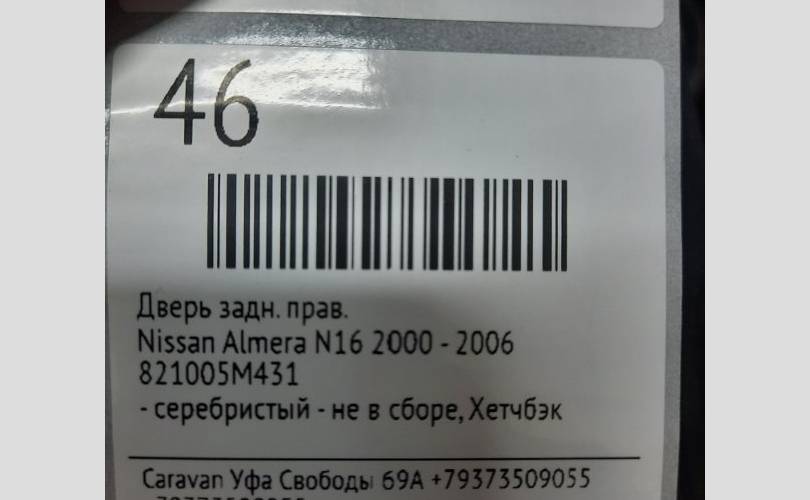 46
Дверь задн. прав.
Nissan Almera N16 2000 - 2006
821005M431
- серебристый - не в сборе, Хетчбэк
Caravan Уфа Свободы 69А +79373509055